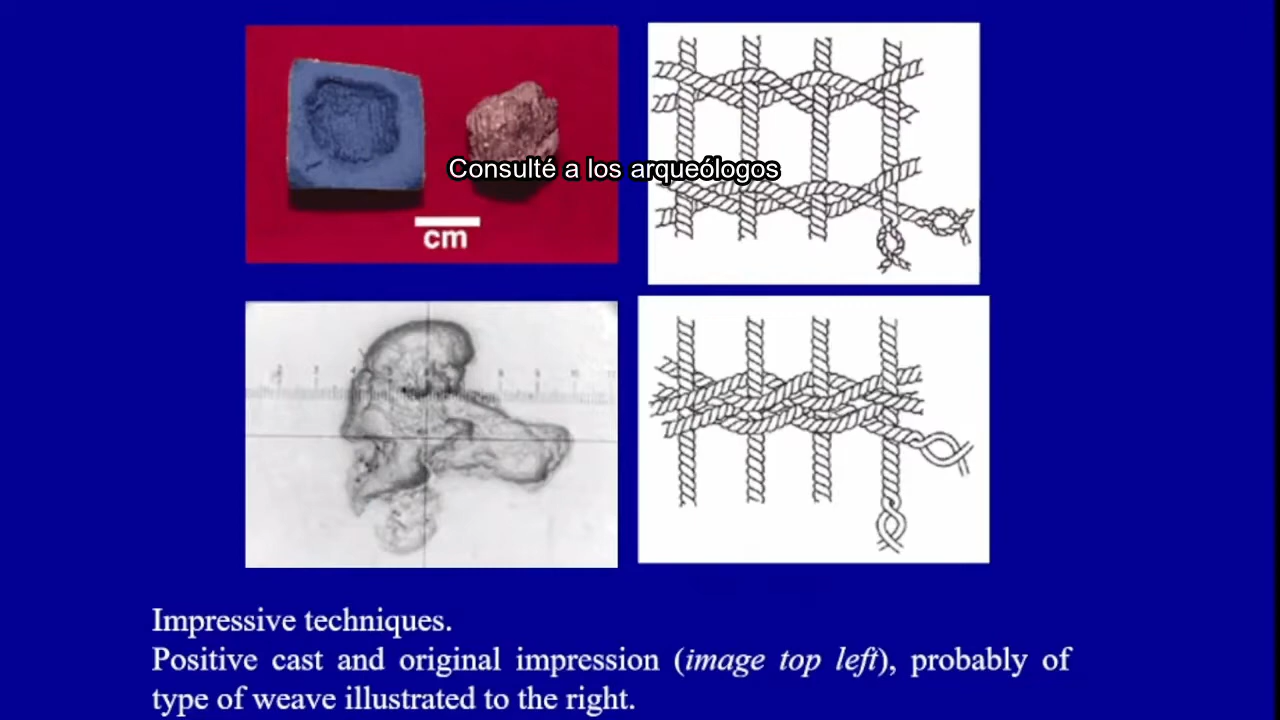 Consulté a los arqueólogos
cm
Impressive techniques.
Positive cast and original impression (image top left), probably of
type of weave illustrated to the right.